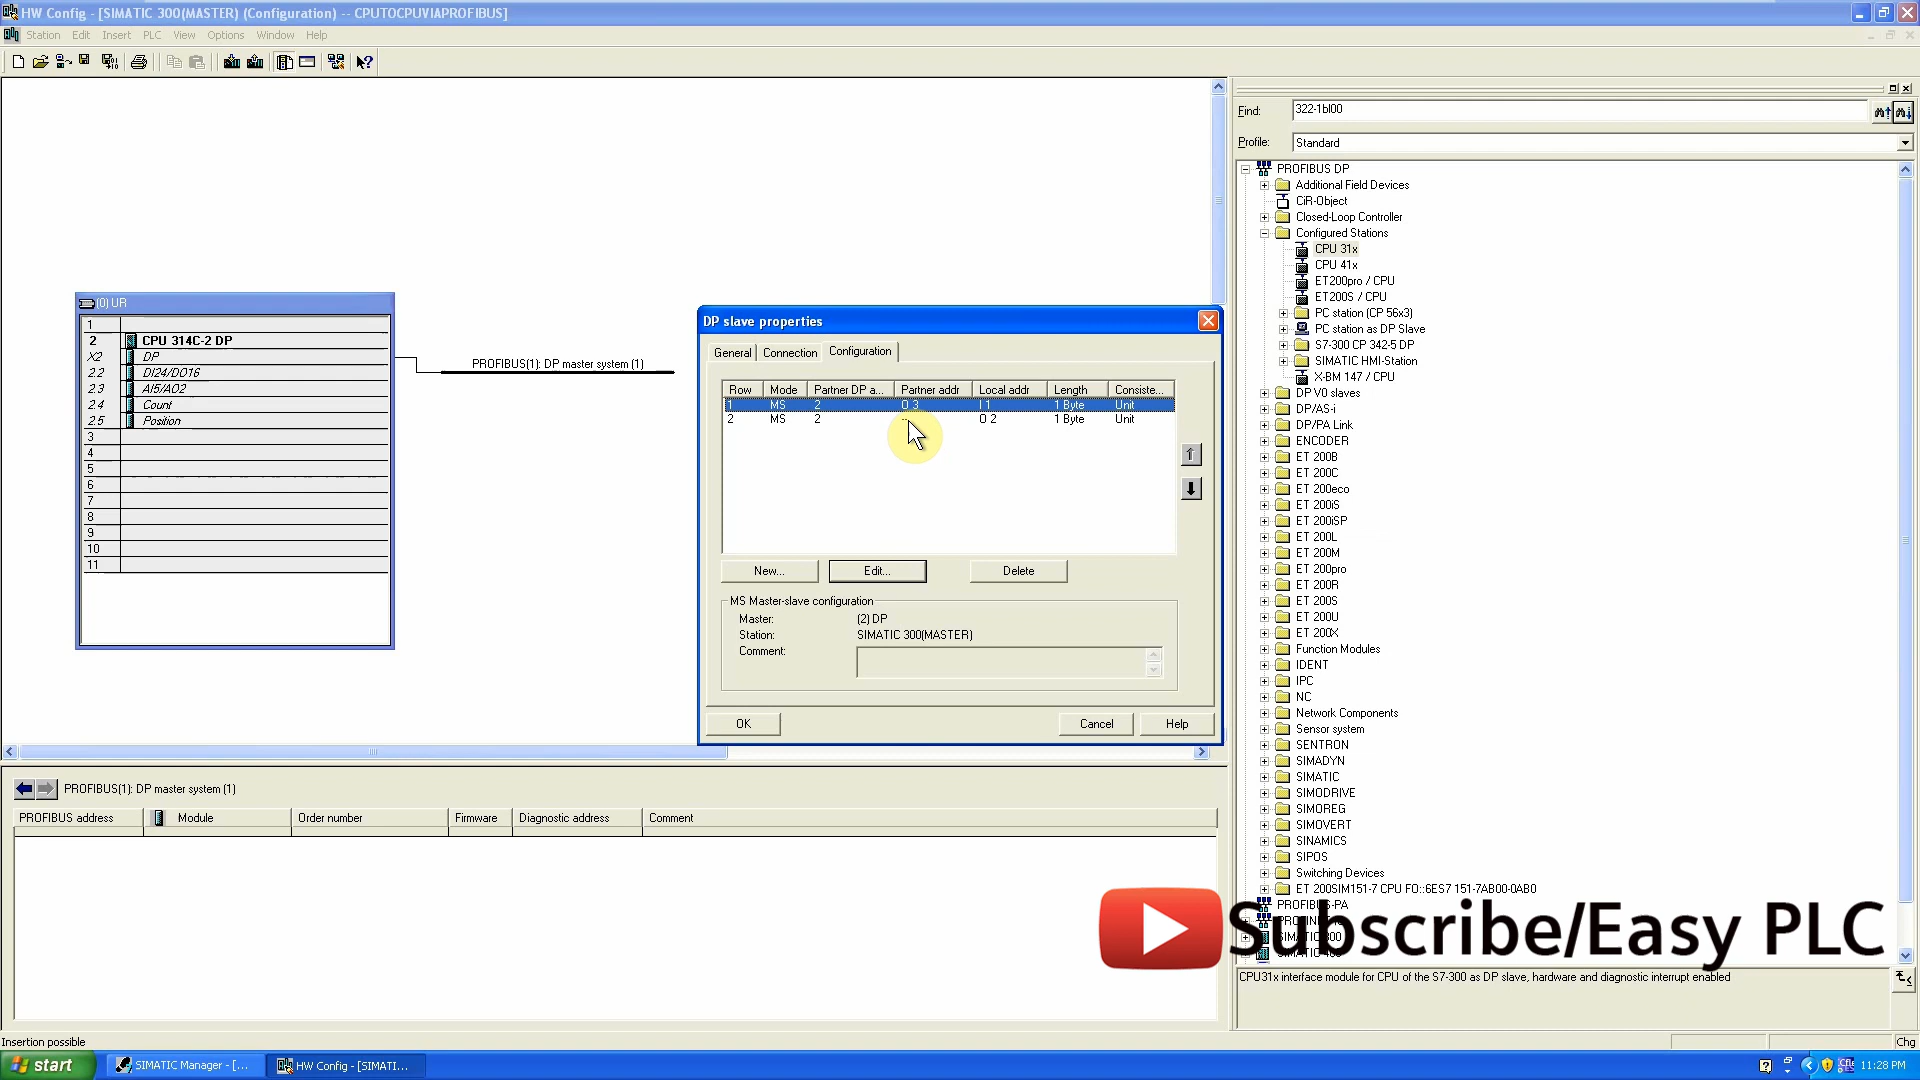 HW Config - [SIMATIC 300(MASTER) (Configuration) -- CPUTOCPUVIAPROFIBUS]
Station Edit Insert PLC View Options Window Help
Find: 322-1bl00
Profile: Standard
PROFIBUS DP
Additional Field Devices
CiR-Object
Closed-Loop Controller
Configured Stations
CPU 31x
CPU 41x
ET200pro / CPU
ET200S / CPU
PC station (CP 56x3)
PC station as DP Slave
S7-300 CP 342-5 DP
SIMATIC HMI-Station
X-BM 147 / CPU
DP V0 slaves
DP/AS-i
DP/PA Link
ENCODER
ET 200B
ET 200C
ET 200eco
ET 200iS
ET 200iSP
ET 200L
ET 200M
ET 200pro
ET 200R
ET 200S
ET 200U
ET 200X
Function Modules
IDENT
IPC
NC
Network Components
Sensor system
SENTRON
SIMADYN
SIMATIC
SIMODRIVE
SIMOREG
SIMOVERT
SINAMICS
SIPOS
Switching Devices
ET 200SIM151-7 CPU FO::6ES7 151-7AB00-0AB0
PROFIBUS-PA
CPU31x interface module for CPU of the S7-300 as DP slave, hardware and diagnostic interrupt enabled
(0) UR
1
2 CPU 314C-2 DP
X2 DP
2.2 DI24/DO16
2.3 AI5/AO2
2.4 Count
2.5 Position
3
4
5
6
7
8
9
10
11
PROFIBUS(1): DP master system (1)
DP slave properties
General Connection Configuration
Row Mode Partner DP a... Partner addr Local addr Length Consiste...
1 MS 2 O 3 I 1 1 Byte Unit
2 MS 2 O 2 1 Byte Unit
New... Edit... Delete
MS Master-slave configuration
Master: (2) DP
Station: SIMATIC 300(MASTER)
Comment:
OK Cancel Help
PROFIBUS(1): DP master system (1)
PROFIBUS address Module Order number Firmware Diagnostic address Comment
Subscribe/Easy PLC
Insertion possible
Chg
start SIMATIC Manager - [... HW Config - [SIMATI... 11:28 PM